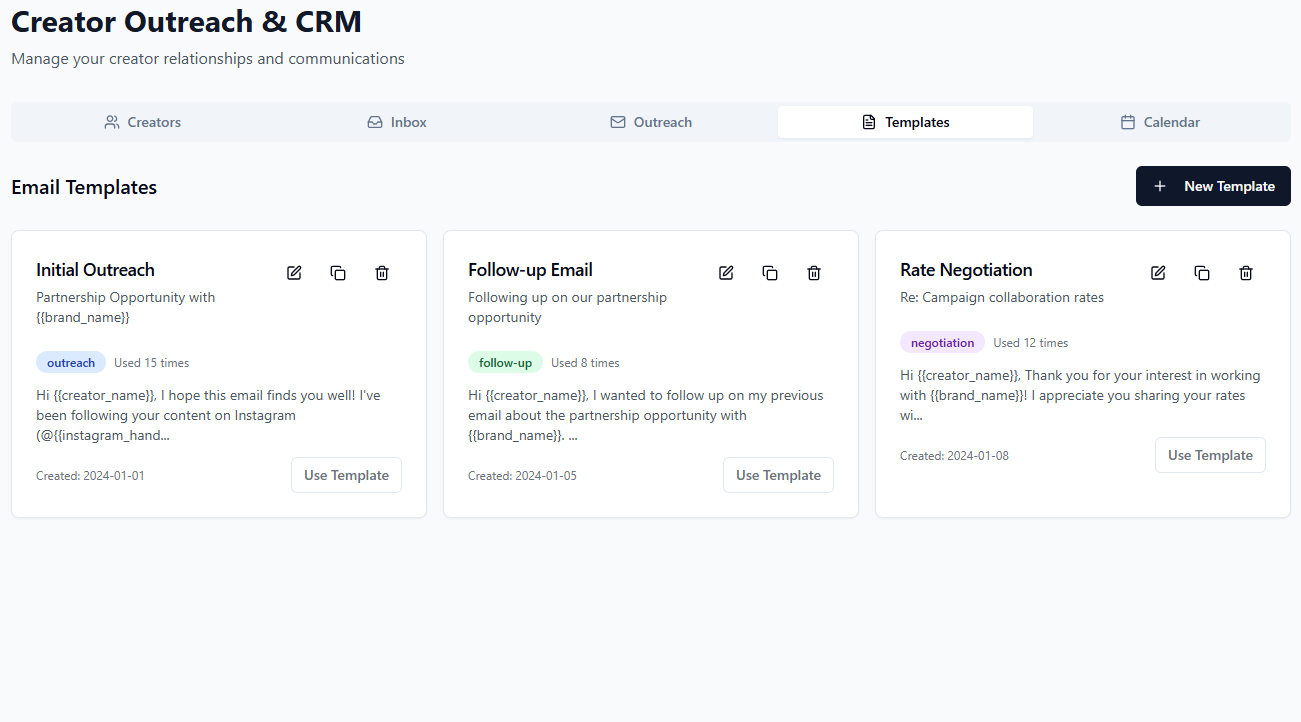 Creator Outreach & CRM
Manage your creator relationships and communications
Creators
Inbox
Outreach
Templates
Calendar
Email Templates
New Template
Initial Outreach
Partnership Opportunity with
{{brand_name}}
outreach
Used 15 times
Hi {{creator_name}}, I hope this email finds you well! I've
been following your content on Instagram
(@{{instagram_hand...
Created: 2024-01-01
Use Template
Follow-up Email
Following up on our partnership
opportunity
follow-up
Used 8 times
Hi {{creator_name}}, I wanted to follow up on my previous
email about the partnership opportunity with
{{brand_name}}. ...
Created: 2024-01-05
Use Template
Rate Negotiation
Re: Campaign collaboration rates
negotiation
Used 12 times
Hi {{creator_name}}, Thank you for your interest in working
with {{brand_name}}! I appreciate you sharing your rates
wi...
Created: 2024-01-08
Use Template